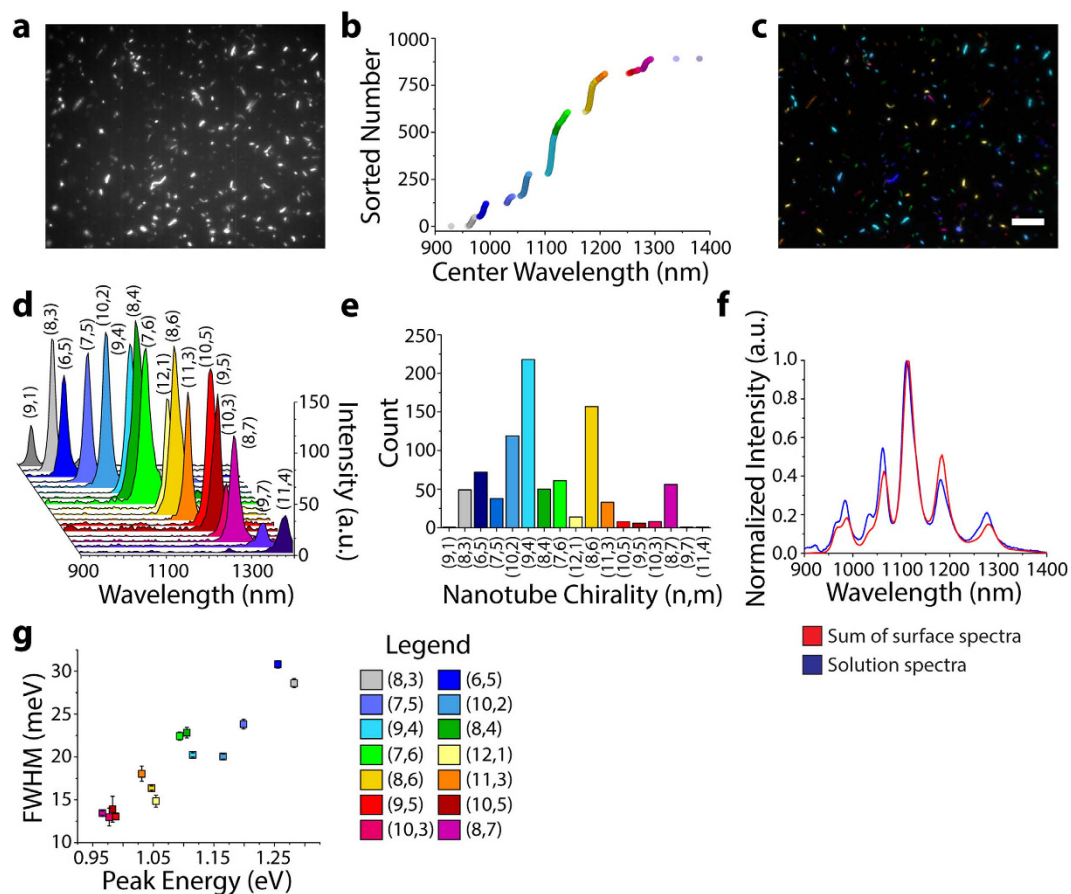 a
b
Sorted Number
1000
750
500
250
0
900 1000 1100 1200 1300 1400
Center Wavelength (nm)
c
d
(9,1)
(8,3)
(6,5)
(7,5)
(10,2)
(9,4)
(8,4)
(7,6)
(12,1)
(8,6)
(11,3)
(10,5)
(9,5)
(10,3)
(8,7)
(9,7)
(11,4)
150
100
50
0
Intensity (a.u.)
900 1100 1300
Wavelength (nm)
e
Count
250
200
150
100
50
0
(9,1)
(8,3)
(6,5)
(7,5)
(10,2)
(9,4)
(8,4)
(7,6)
(12,1)
(8,6)
(11,3)
(10,5)
(9,5)
(10,3)
(8,7)
(9,7)
(11,4)
Nanotube Chirality (n,m)
f
Normalized Intensity (a.u.)
1.0
0.8
0.6
0.4
0.2
0.0
900 1000 1100 1200 1300 1400
Wavelength (nm)
Sum of surface spectra
Solution spectra
g
FWHM (meV)
30
25
20
15
10
0.95 1.05 1.15 1.25
Peak Energy (eV)
Legend
(8,3) (6,5)
(7,5) (10,2)
(9,4) (8,4)
(7,6) (12,1)
(8,6) (11,3)
(9,5) (10,5)
(10,3) (8,7)